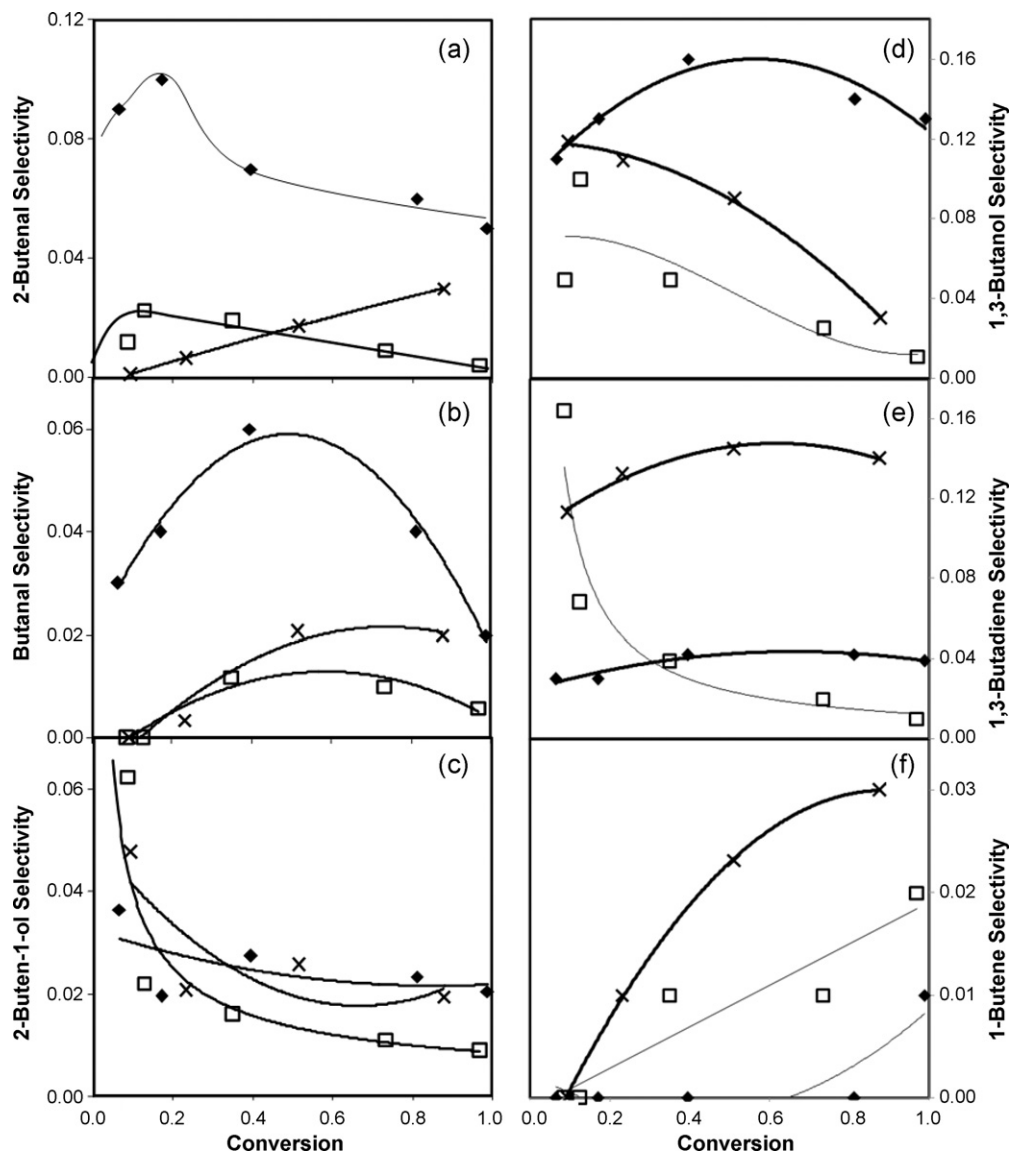 0.12
(a)
0.08
0.04
0.00
2-Butenal Selectivity
(d)
0.16
0.12
0.08
0.04
0.00
1,3-Butanol Selectivity
(b)
0.06
0.04
0.02
0.00
Butanal Selectivity
(e)
0.16
0.12
0.08
0.04
0.00
1,3-Butadiene Selectivity
(c)
0.06
0.04
0.02
0.00
2-Buten-1-ol Selectivity
(f)
0.03
0.02
0.01
0.00
1-Butene Selectivity
0.0 0.2 0.4 0.6 0.8 1.0
0.0 0.2 0.4 0.6 0.8 1.0
Conversion
Conversion